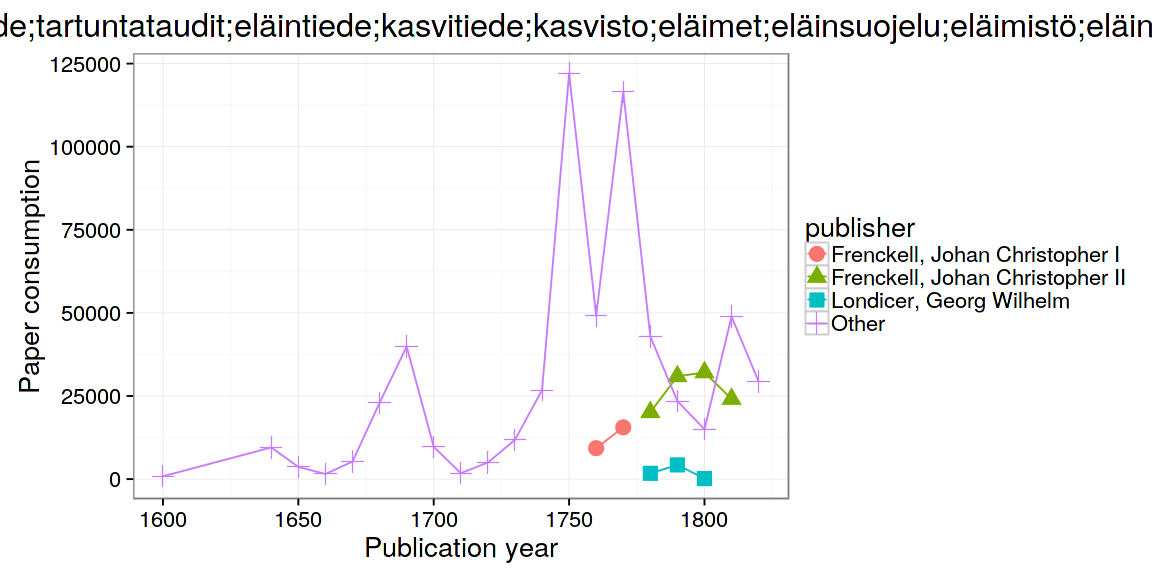 de;tartuntataudit;eläintiede;kasvitiede;kasvisto;eläimet;eläinsuojelu;eläimistö;eläin
125000
100000
75000
50000
25000
0
Paper consumption
1600 1650 1700 1750 1800
Publication year
publisher
Frenckell, Johan Christopher I
Frenckell, Johan Christopher II
Londicer, Georg Wilhelm
Other